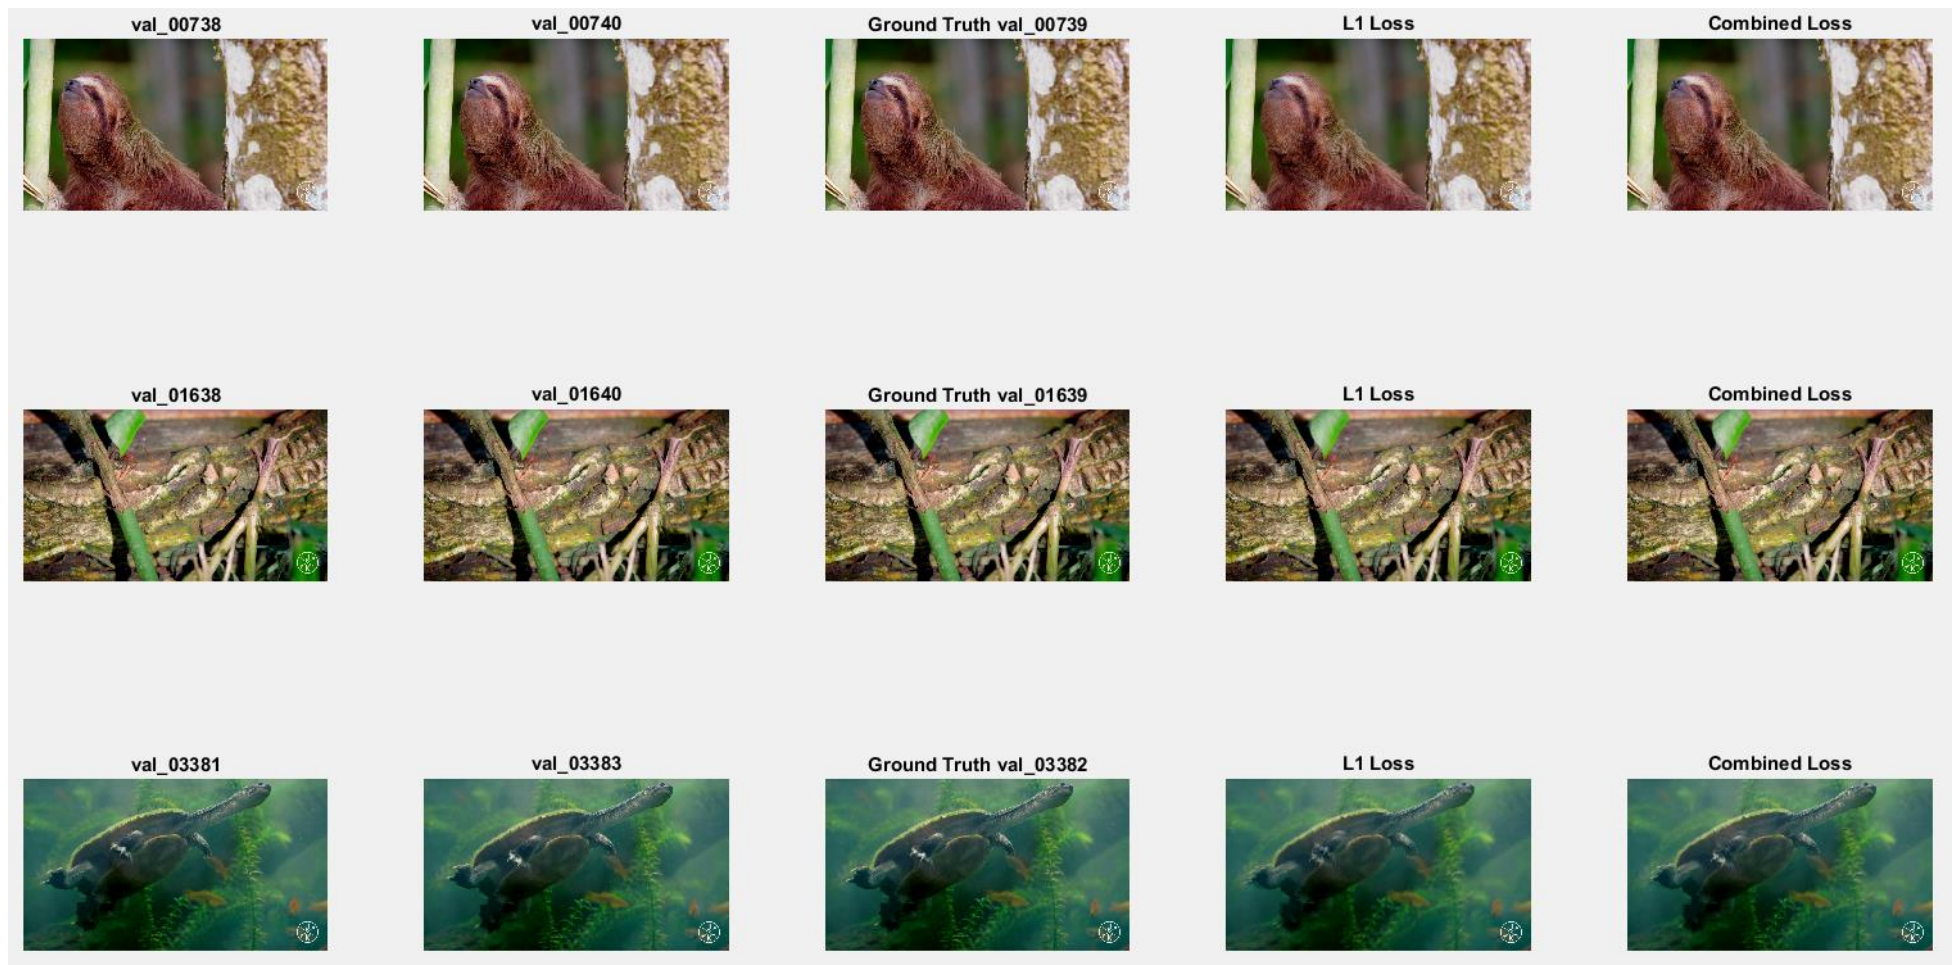 val_00738 val_00740 Ground Truth val_00739 L1 Loss Combined Loss
val_01638 val_01640 Ground Truth val_01639 L1 Loss Combined Loss
val_03381 val_03383 Ground Truth val_03382 L1 Loss Combined Loss